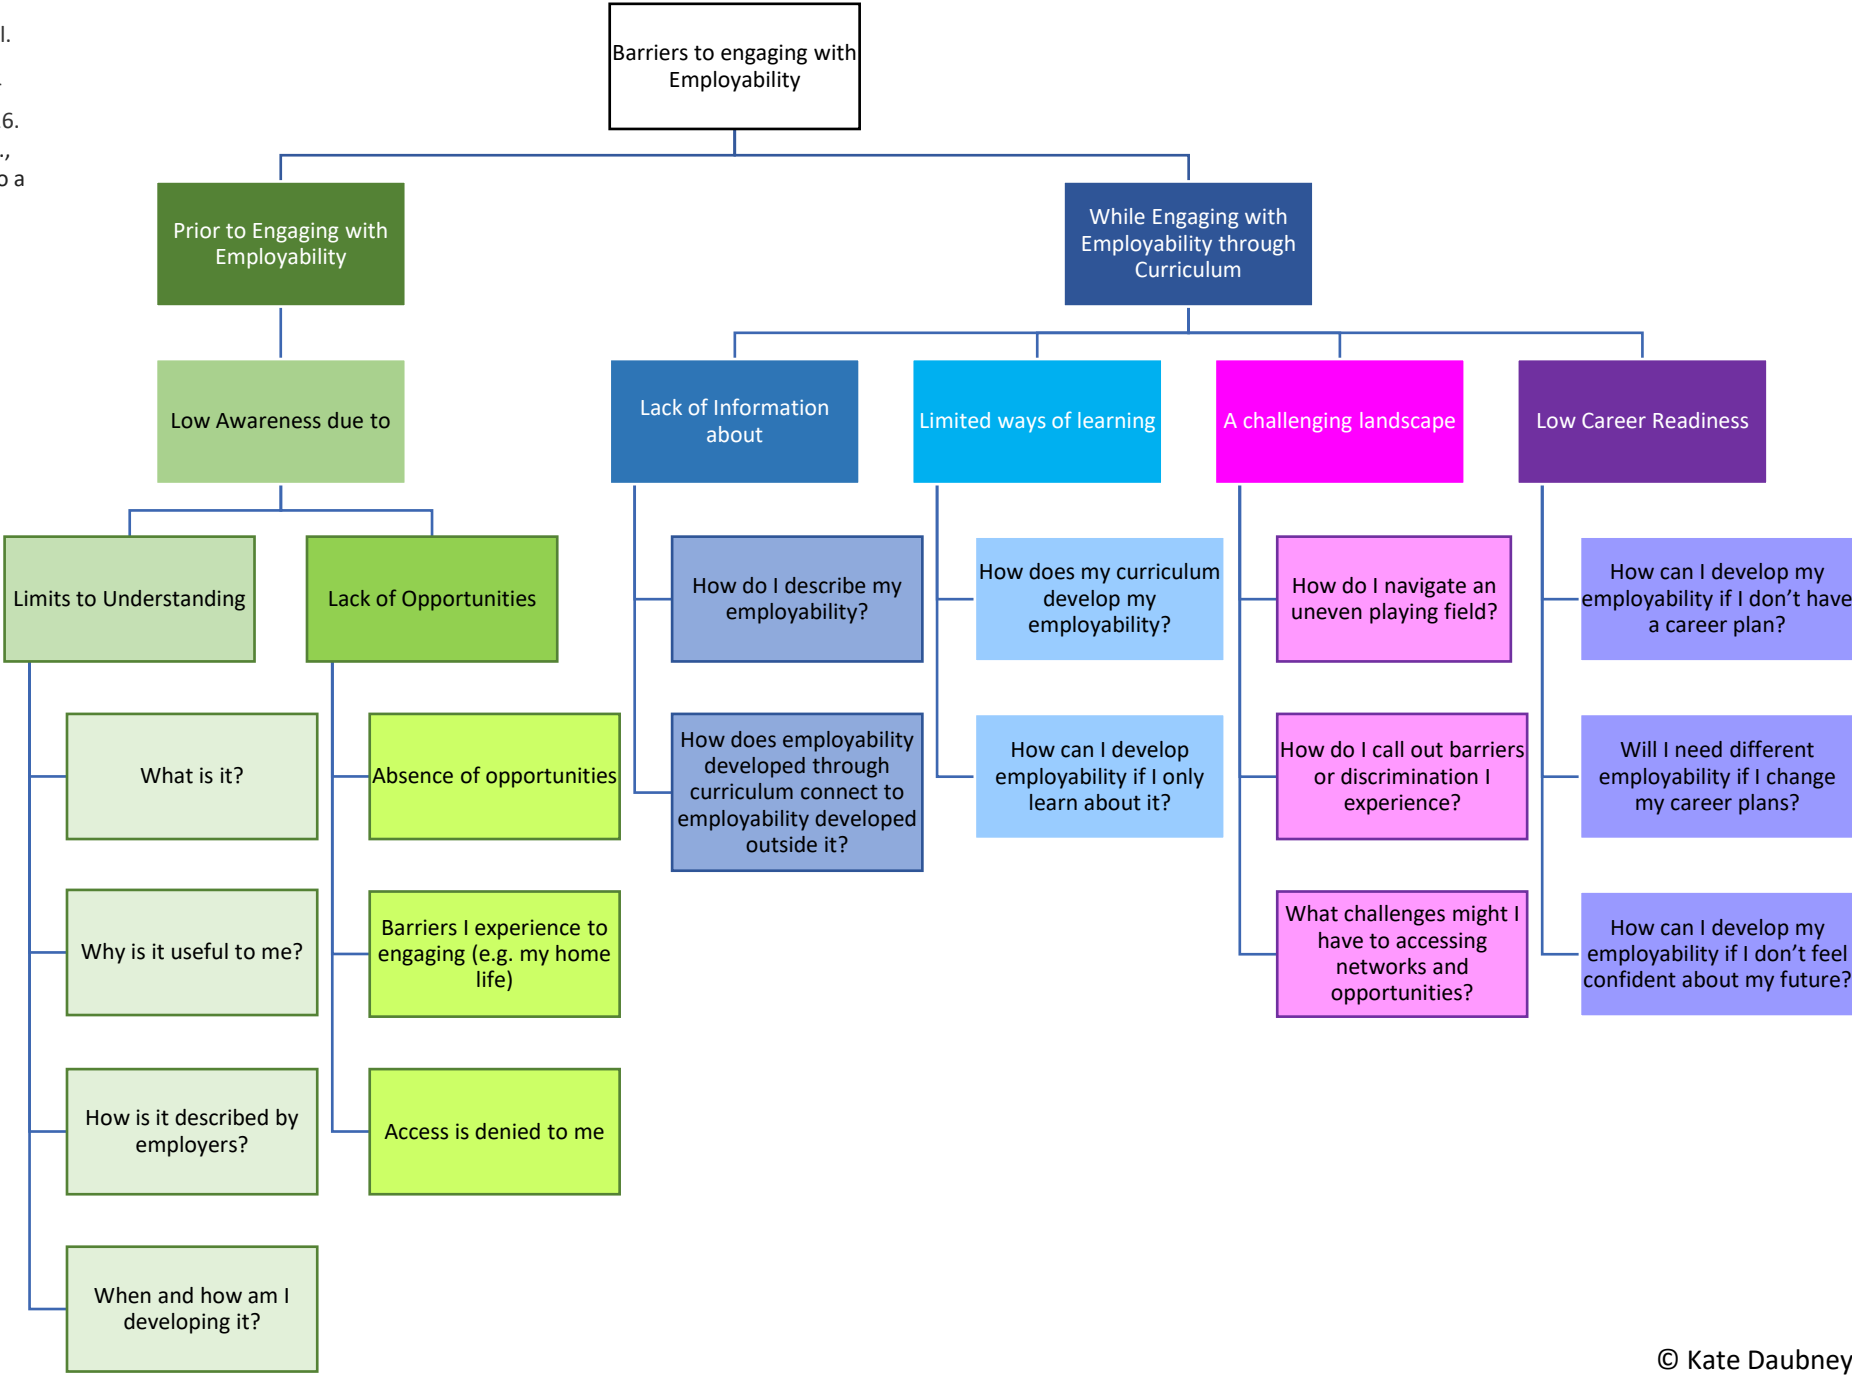 l.
6.
.,
o a
Barriers to engaging with
Employability
Prior to Engaging with
Employability
While Engaging with
Employability through
Curriculum
Low Awareness due to
Lack of Information
about
Limited ways of learning
A challenging landscape
Low Career Readiness
Limits to Understanding
Lack of Opportunities
How do I describe my
employability?
How does my curriculum
develop my
employability?
How do I navigate an
uneven playing field?
How can I develop my
employability if I don’t have
a career plan?
What is it?
Absence of opportunities
How does employability
developed through
curriculum connect to
employability developed
outside it?
How can I develop
employability if I only
learn about it?
How do I call out barriers
or discrimination I
experience?
Will I need different
employability if I change
my career plans?
Why is it useful to me?
Barriers I experience to
engaging (e.g. my home
life)
What challenges might I
have to accessing
networks and
opportunities?
How can I develop my
employability if I don’t feel
confident about my future?
How is it described by
employers?
Access is denied to me
When and how am I
developing it?
© Kate Daubney